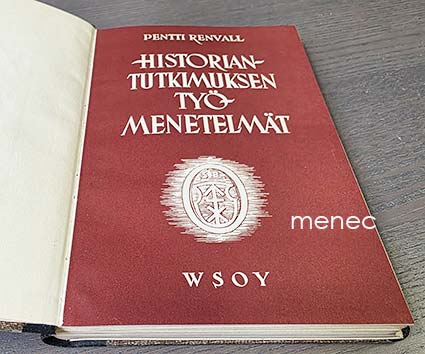 PENTTI RENVALL
HISTORIAN-
TUTKIMUKSEN
TYÖ-
MENETELMÄT
menec
WSOY